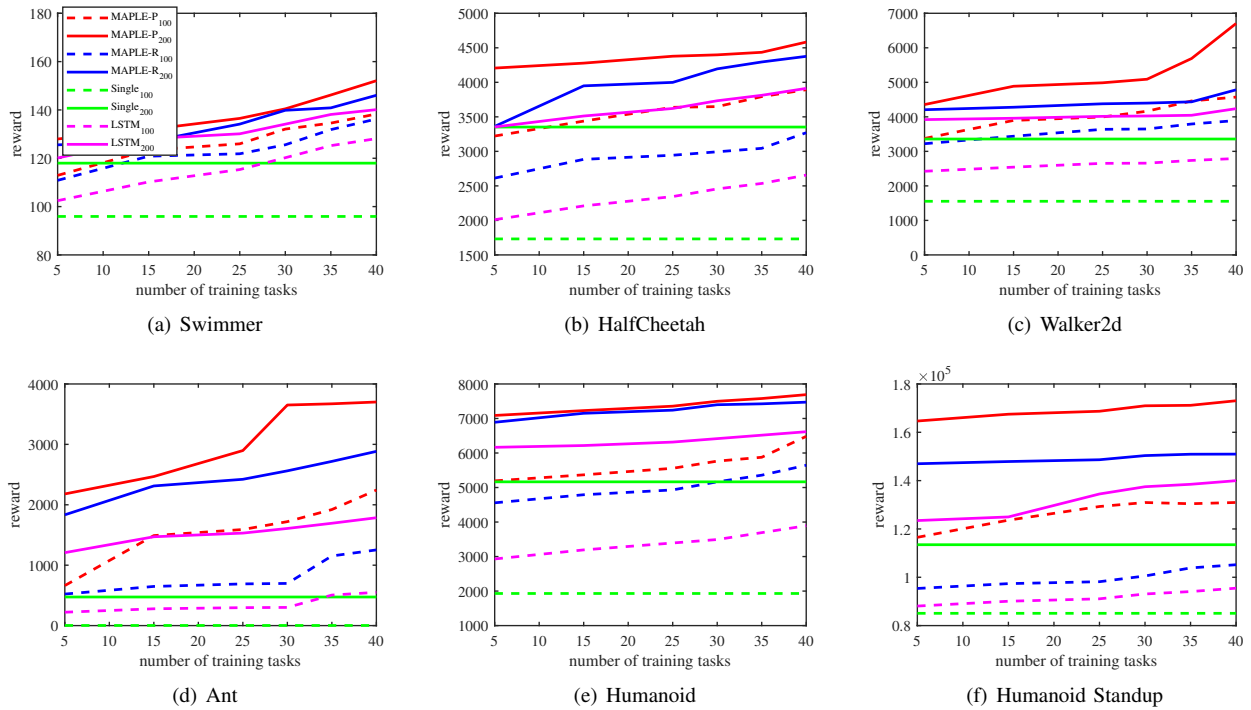 180
160
140
120
100
80
reward
MAPLE-P100
MAPLE-P200
MAPLE-R100
MAPLE-R200
Single100
Single200
LSTM100
LSTM200
5 10 15 20 25 30 35 40
number of training tasks
(a) Swimmer
5000
4500
4000
3500
3000
2500
2000
1500
reward
5 10 15 20 25 30 35 40
number of training tasks
(b) HalfCheetah
7000
6000
5000
4000
3000
2000
1000
0
reward
5 10 15 20 25 30 35 40
number of training tasks
(c) Walker2d
4000
3000
2000
1000
0
reward
5 10 15 20 25 30 35 40
number of training tasks
(d) Ant
8000
7000
6000
5000
4000
3000
2000
1000
reward
5 10 15 20 25 30 35 40
number of training tasks
(e) Humanoid
×10^5
1.8
1.6
1.4
1.2
1
0.8
reward
5 10 15 20 25 30 35 40
number of training tasks
(f) Humanoid Standup